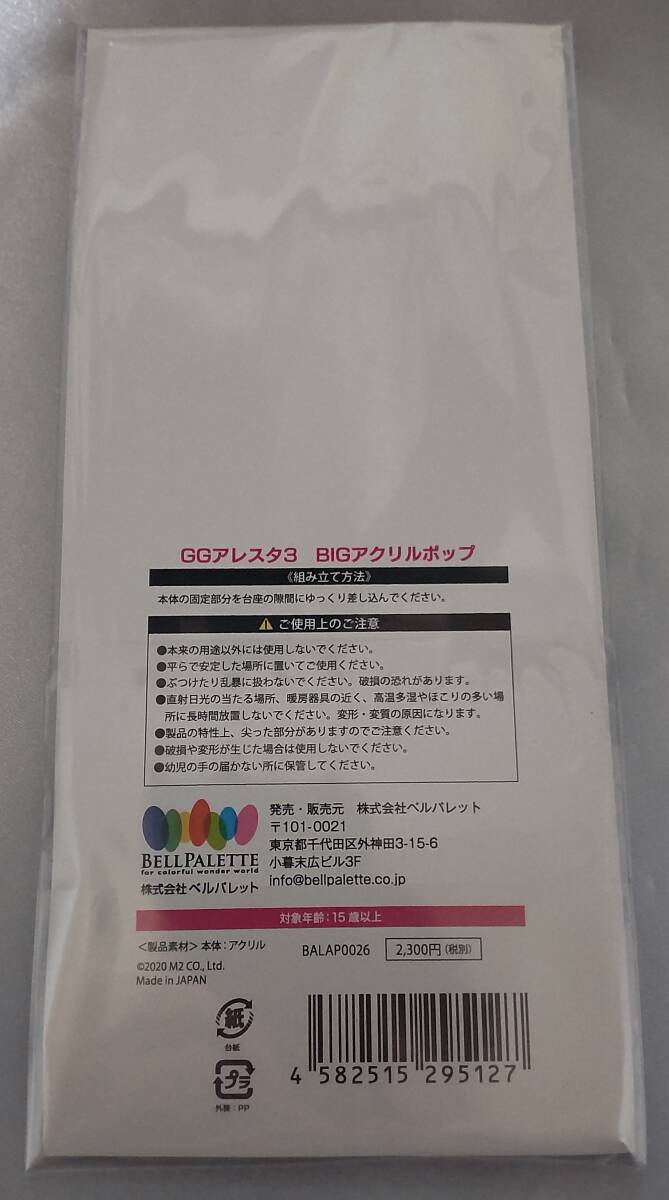 GGアレスタ3 BIGアクリルポップ
《組み立て方法》
本体の固定部分を台座の隙間にゆっくり差し込んでください。
⚠ ご使用上のご注意
●本来の用途以外には使用しないでください。
●平らで安定した場所に置いてご使用ください。
●ぶつけたり乱暴に扱わないでください。破損の恐れがあります。
●直射日光の当たる場所、暖房器具の近く、高温多湿やほこりの多い場
所に長時間放置しないでください。変形・変質の原因になります。
●製品の特性上、尖った部分がありますのでご注意ください。
●破損や変形が生じた場合は使用しないでください。
●幼児の手の届かない所に保管してください。
BELLPALETTE
for colorful wonder world
株式会社ベルパレット
発売・販売元 株式会社ベルパレット
〒101-0021
東京都千代田区外神田3-15-6
小暮末広ビル3F
info@bellpalette.co.jp
対象年齢：15歳以上
＜製品素材＞本体：アクリル
BALAP0026
2,300円(税別)
©2020 M2 CO., Ltd.
Made in JAPAN
紙
台紙
プラ
外装：PP
4 582515 295127